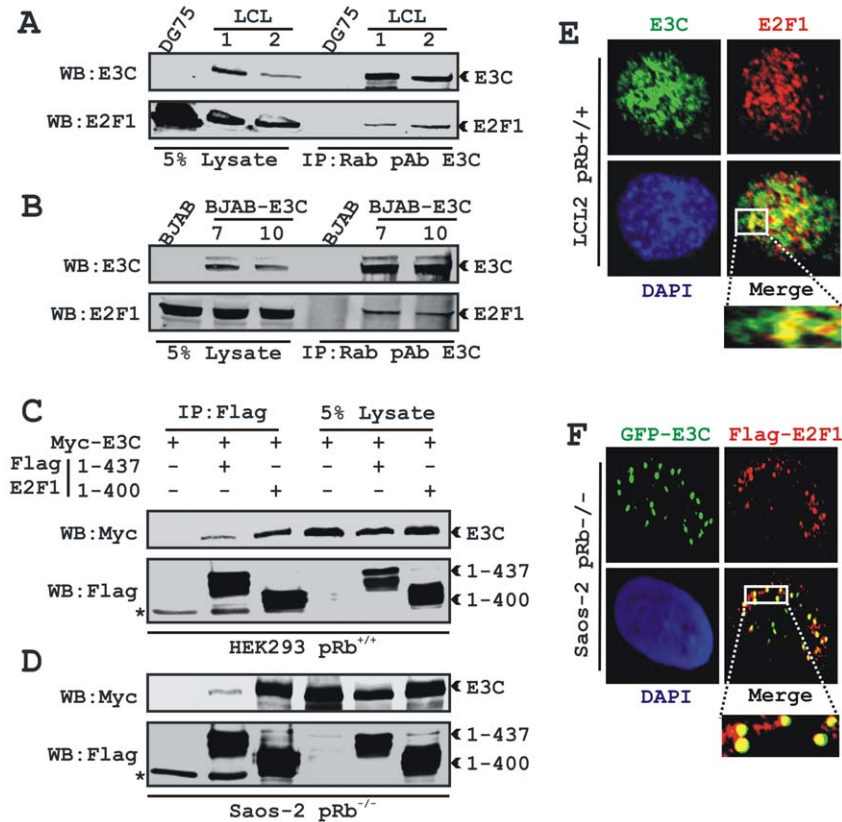 A
DG75
LCL
1 2
DG75
LCL
1 2
WB:E3C
E3C
WB:E2F1
E2F1
5% Lysate
IP:Rab pAb E3C
B
BJAB
BJAB-E3C
7 10
BJAB
BJAB-E3C
7 10
WB:E3C
E3C
WB:E2F1
E2F1
5% Lysate
IP:Rab pAb E3C
C
IP:Flag
5% Lysate
Myc-E3C + + + + + +
Flag 1-437 - + - - + -
E2F1 1-400 - - + - - +
WB:Myc
E3C
WB:Flag
1-437
1-400
*
HEK293 pRb+/+
D
WB:Myc
E3C
WB:Flag
1-437
1-400
*
Saos-2 pRb-/-
E
E3C
E2F1
LCL2 pRb+/+
DAPI
Merge
F
GFP-E3C
Flag-E2F1
Saos-2 pRb-/-
DAPI
Merge